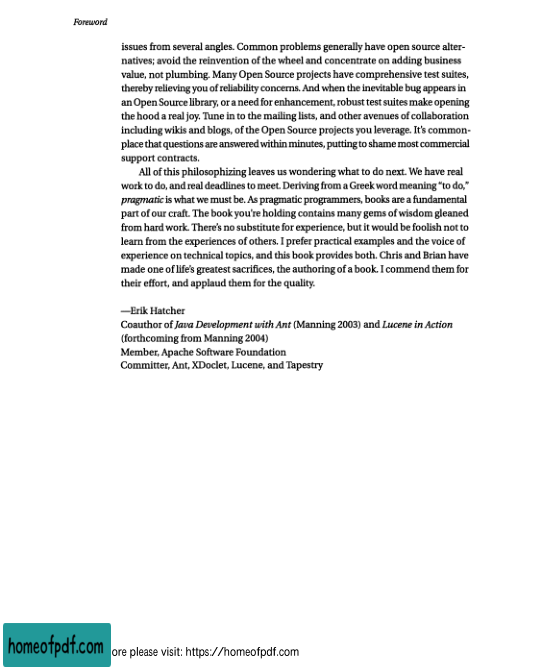 Foreword
issues from several angles. Common problems generally have open source alter-
natives; avoid the reinvention of the wheel and concentrate on adding business
value, not plumbing. Many Open Source projects have comprehensive test suites,
thereby relieving you of reliability concerns. And when the inevitable bug appears in
an Open Source library, or a need for enhancement, robust test suites make opening
the hood a real joy. Tune in to the mailing lists, and other avenues of collaboration
including wikis and blogs, of the Open Source projects you leverage. It's common-
place that questions are answered within minutes, putting to shame most commercial
support contracts.
All of this philosophizing leaves us wondering what to do next. We have real
work to do, and real deadlines to meet. Deriving from a Greek word meaning "to do,"
pragmatic is what we must be. As pragmatic programmers, books are a fundamental
part of our craft. The book you're holding contains many gems of wisdom gleaned
from hard work. There's no substitute for experience, but it would be foolish not to
learn from the experiences of others. I prefer practical examples and the voice of
experience on technical topics, and this book provides both. Chris and Brian have
made one of life's greatest sacrifices, the authoring of a book. I commend them for
their effort, and applaud them for the quality.
—Erik Hatcher
Coauthor of Java Development with Ant (Manning 2003) and Lucene in Action
(forthcoming from Manning 2004)
Member, Apache Software Foundation
Committer, Ant, XDoclet, Lucene, and Tapestry
homeofpdf.com ore please visit: https://homeofpdf.com